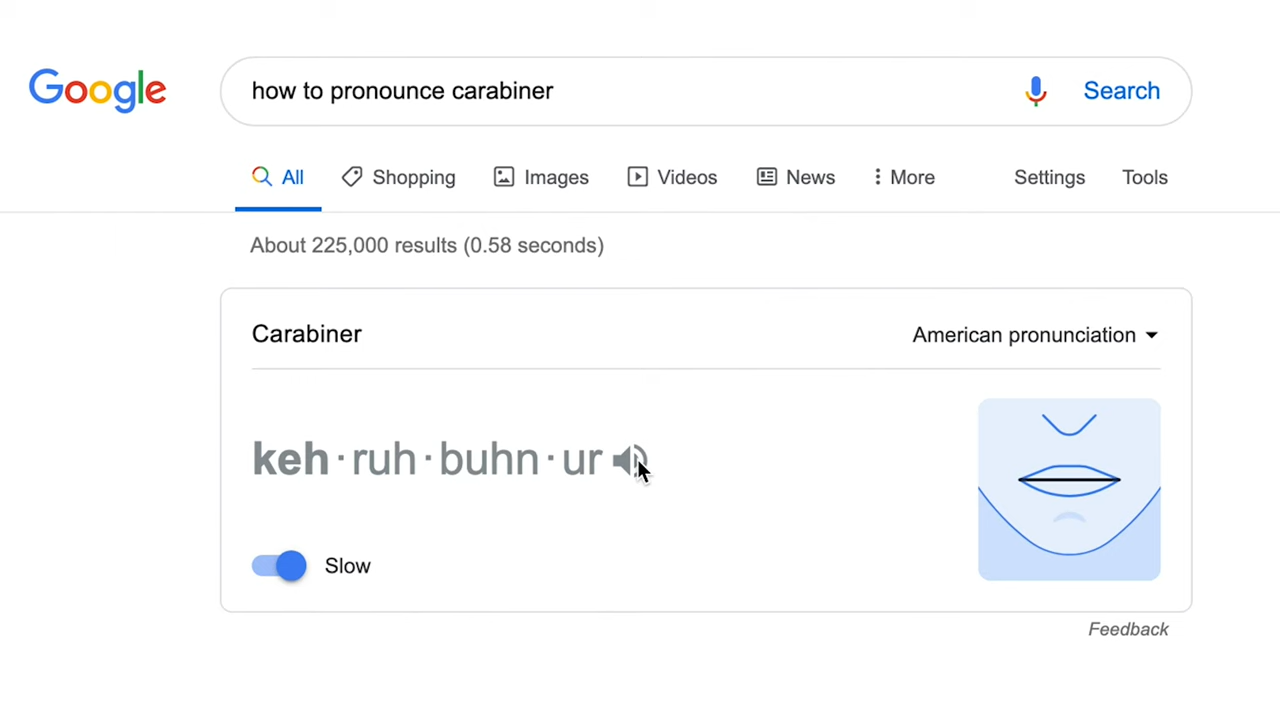 Google how to pronounce carabiner Search
All Shopping Images Videos News More Settings Tools
About 225,000 results (0.58 seconds)
Carabiner American pronunciation
keh·ruh·buhn·ur
Slow
Feedback